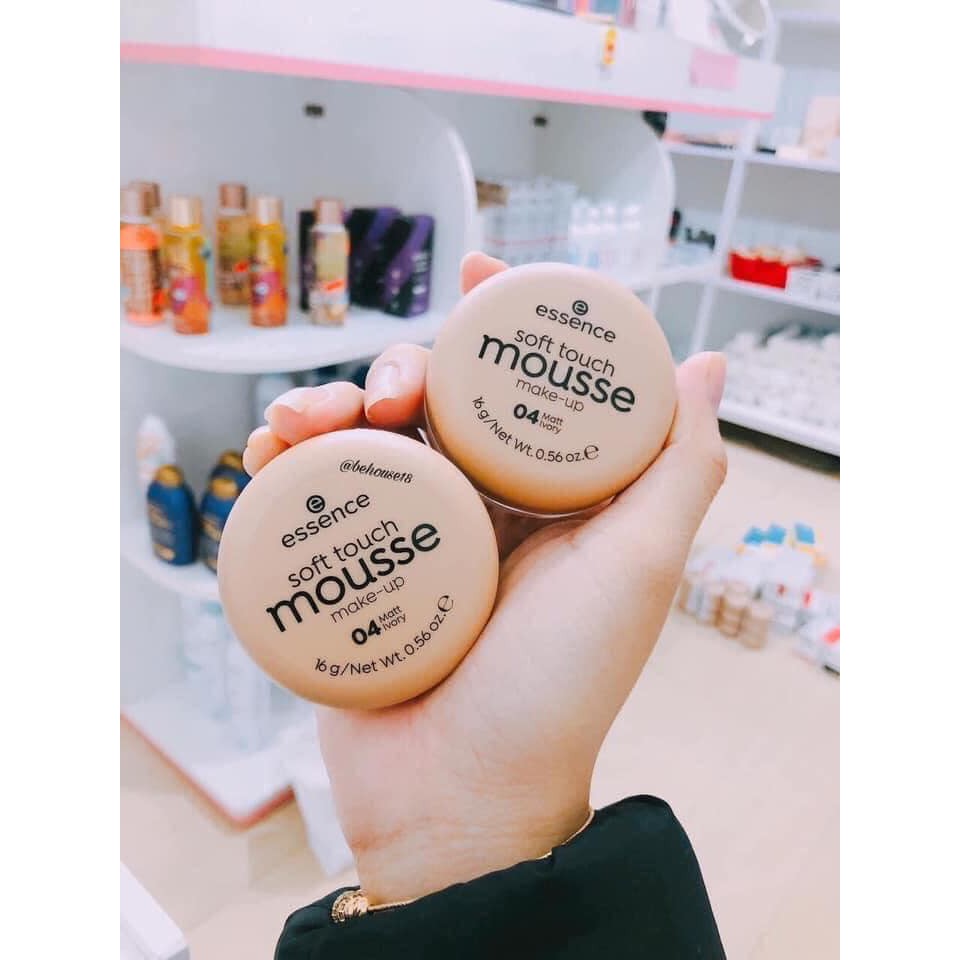 e
essence
soft touch
mousse
make-up
04 Matt Ivory
16 g/Net Wt. 0.56 oz.℮
@behouse18
e
essence
soft touch
mousse
make-up
04 Matt Ivory
16 g/Net Wt. 0.56 oz.℮